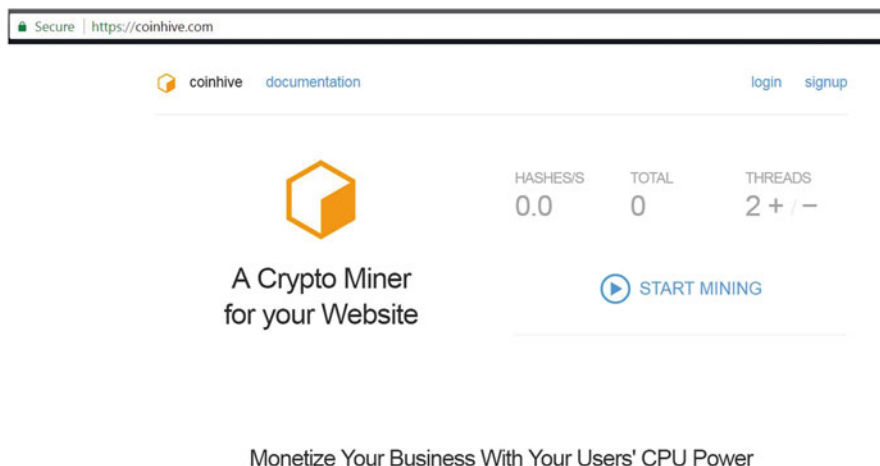 Secure | https://coinhive.com
coinhive documentation login signup
HASHES/S TOTAL THREADS
0.0 0 2 + / −
A Crypto Miner
for your Website
START MINING
Monetize Your Business With Your Users' CPU Power